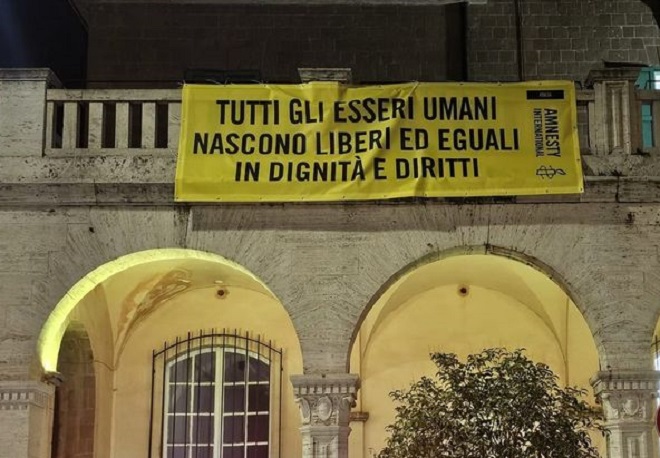 TUTTI GLI ESSERI UMANI
NASCONO LIBERI ED EGUALI
IN DIGNITÀ E DIRITTI
AMNESTY
INTERNATIONAL